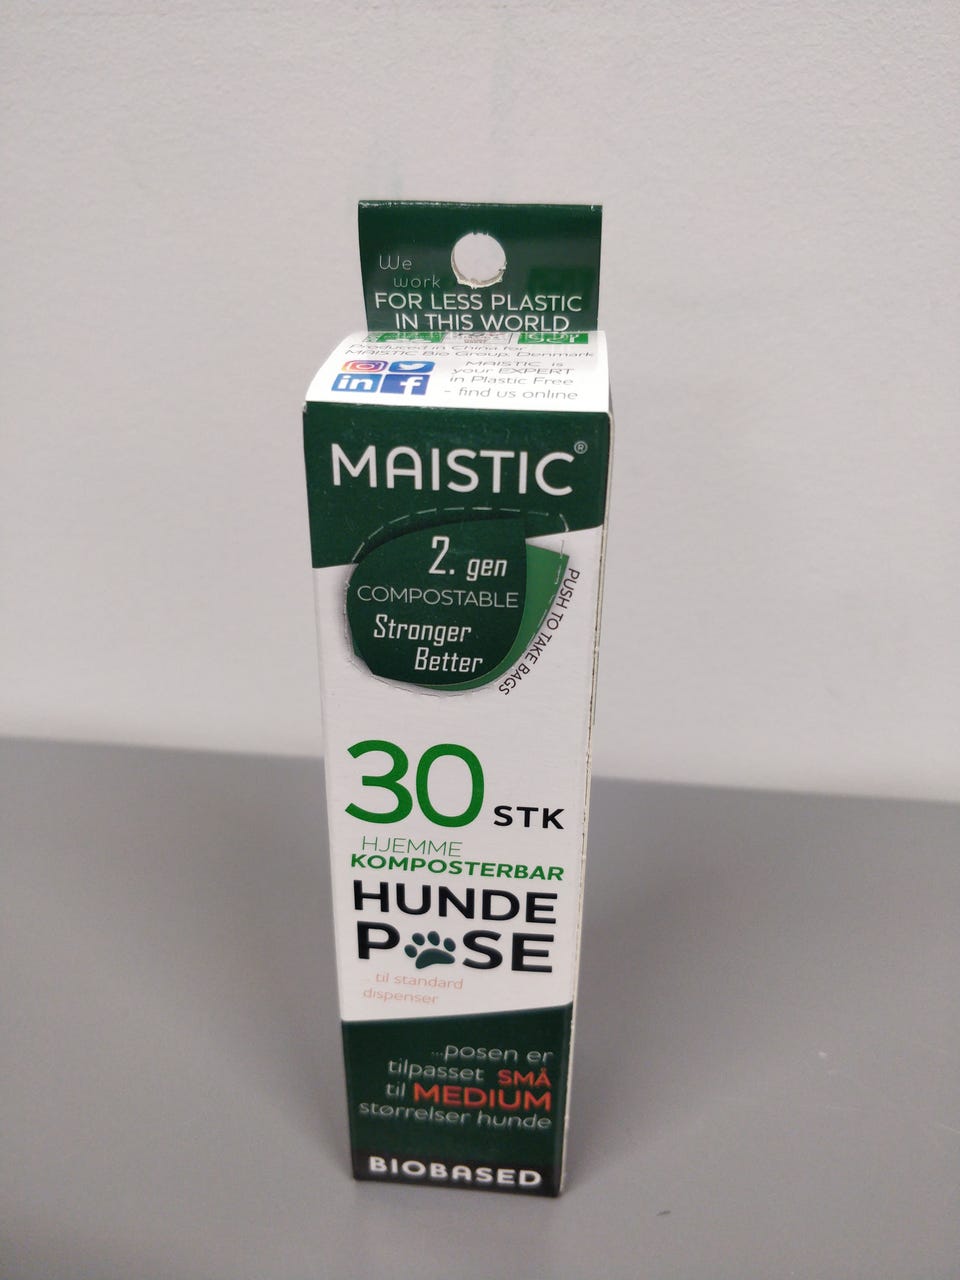 We
work
FOR LESS PLASTIC
IN THIS WORLD
Produced in China for
MAISTIC Bio Group, Denmark
MAISTIC is
your EXPERT
in Plastic Free
- find us online
in f
MAISTIC®
2. gen
COMPOSTABLE
Stronger
Better
PUSH TO TAKE BAGS
30 STK
HJEMME
KOMPOSTERBAR
HUNDE
POSE
... til standard
dispenser
...posen er
tilpasset SMÅ
til MEDIUM
størrelser hunde
BIOBASED